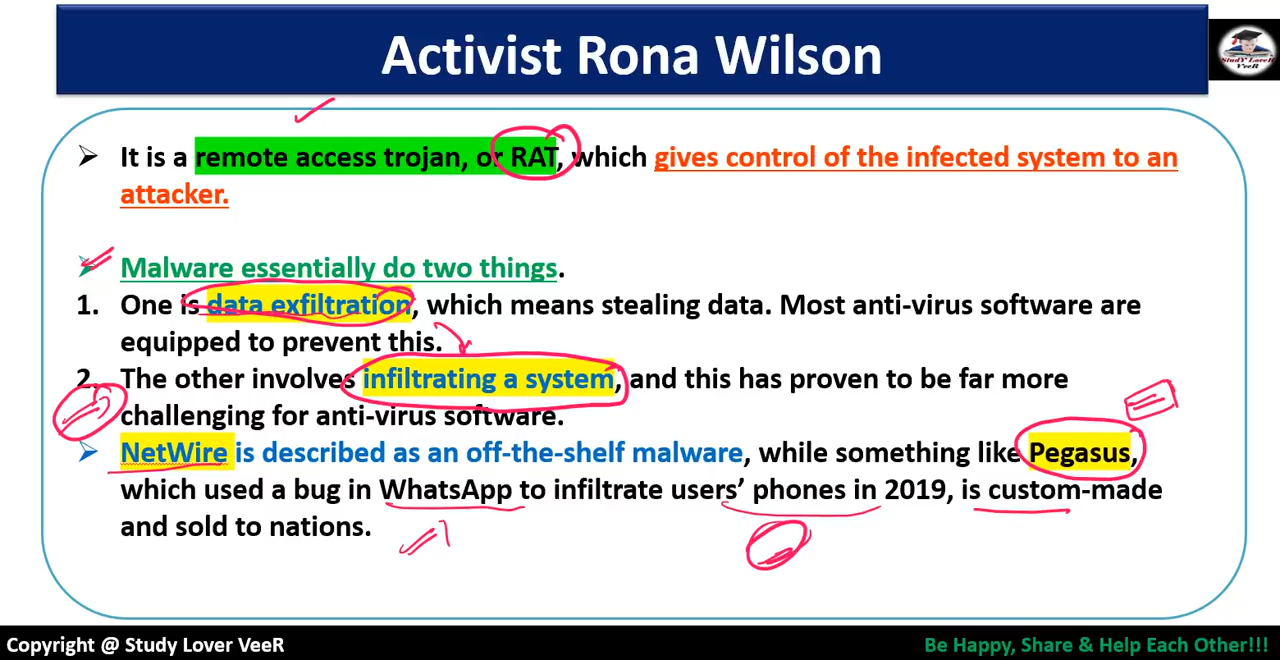 Activist Rona Wilson
StudY LoveR
VeeR
➢ It is a remote access trojan, or RAT, which gives control of the infected system to an
attacker.
➢ Malware essentially do two things.
1. One is data exfiltration, which means stealing data. Most anti-virus software are
equipped to prevent this.
2. The other involves infiltrating a system, and this has proven to be far more
challenging for anti-virus software.
➢ NetWire is described as an off-the-shelf malware, while something like Pegasus,
which used a bug in WhatsApp to infiltrate users’ phones in 2019, is custom-made
and sold to nations.
Copyright @ Study Lover VeeR
Be Happy, Share & Help Each Other!!!